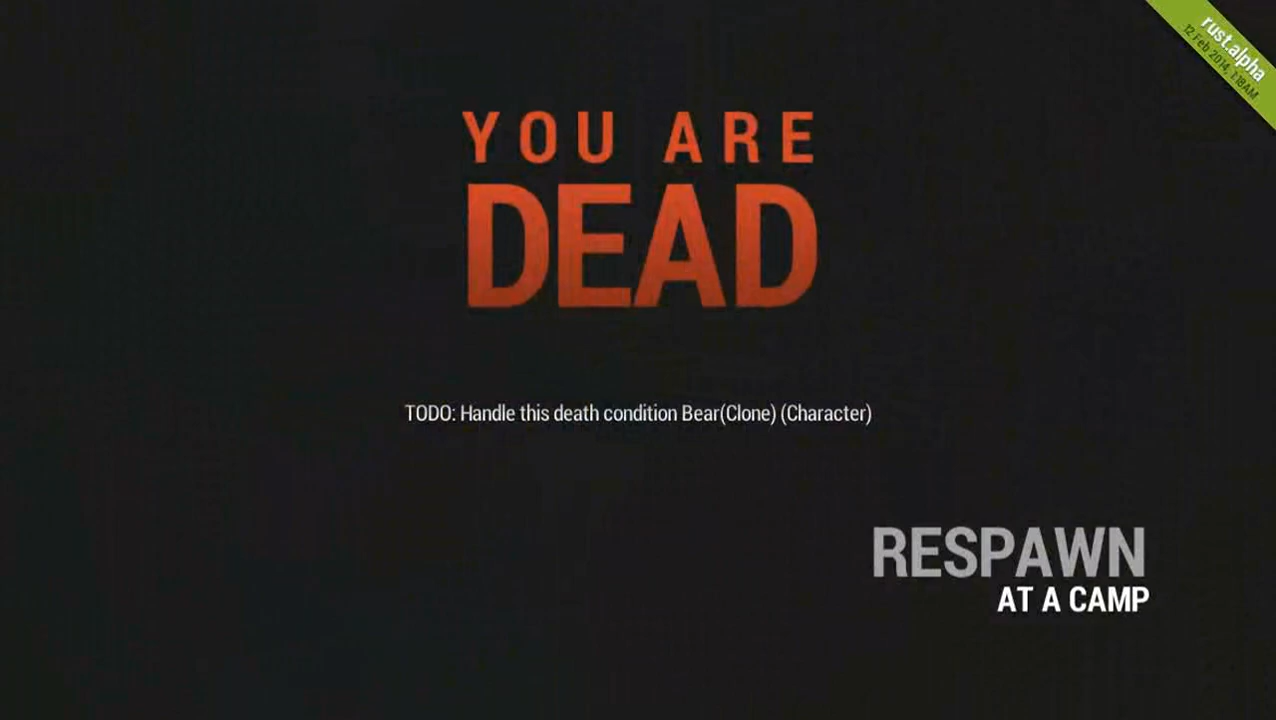 rust.alpha
12 Feb 2014, 1:18AM
YOU ARE
DEAD
TODO: Handle this death condition Bear(Clone) (Character)
RESPAWN
AT A CAMP